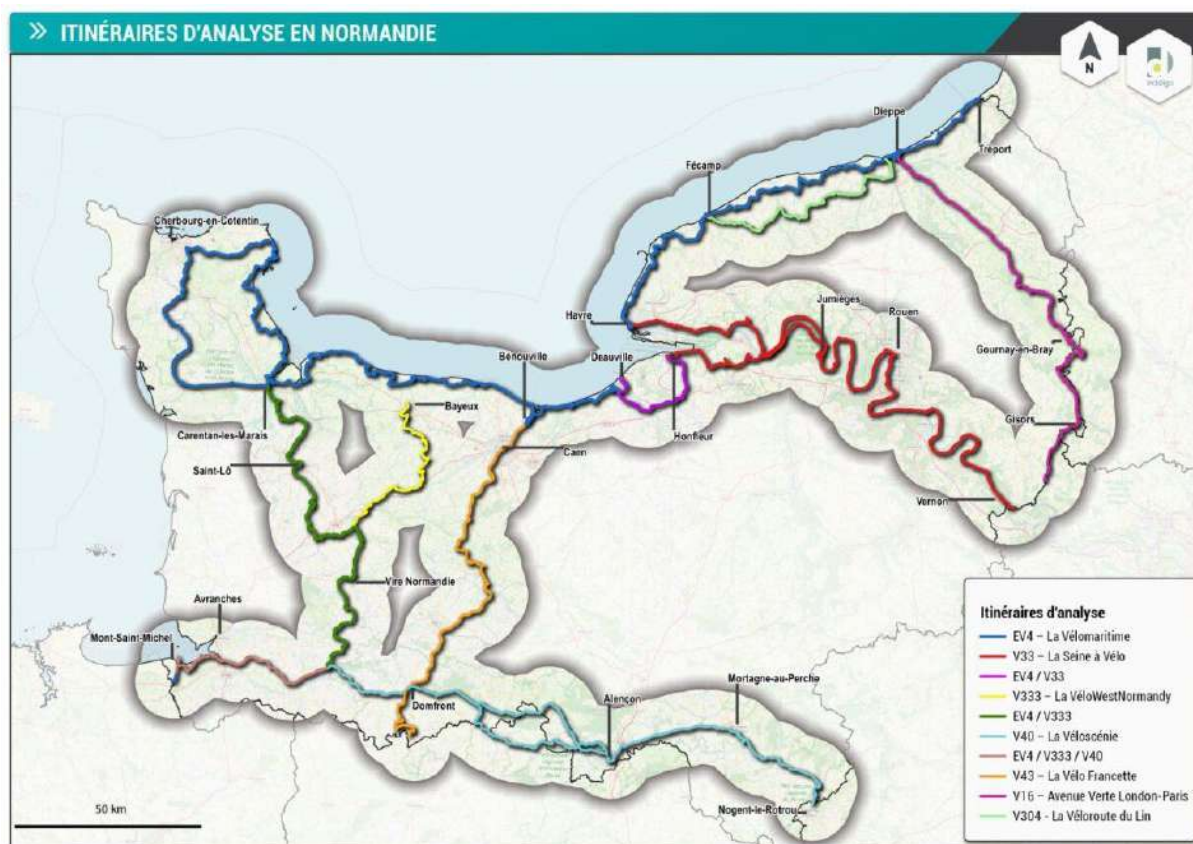 » ITINÉRAIRES D'ANALYSE EN NORMANDIE
N
inddigo
Dieppe
Tréport
Fécamp
Cherbourg-en-Cotentin
Havre
Jumièges
Rouen
Gournay-en-Bray
Bénouville
Deauville
Bayeux
Honfleur
Gisors
Carentan-les-Marais
Caen
Saint-Lô
Vernon
Vire Normandie
Avranches
Mont-Saint-Michel
Alençon
Mortagne-au-Perche
Domfront
Nogent-le-Rotrou
50 km
Itinéraires d'analyse
EV4 – La Vélomaritime
V33 – La Seine à Vélo
EV4 / V33
V333 – La VéloWestNormandy
EV4 / V333
V40 – La Véloscénie
EV4 / V333 / V40
V43 – La Vélo Francette
V16 – Avenue Verte London-Paris
V304 - La Véloroute du Lin